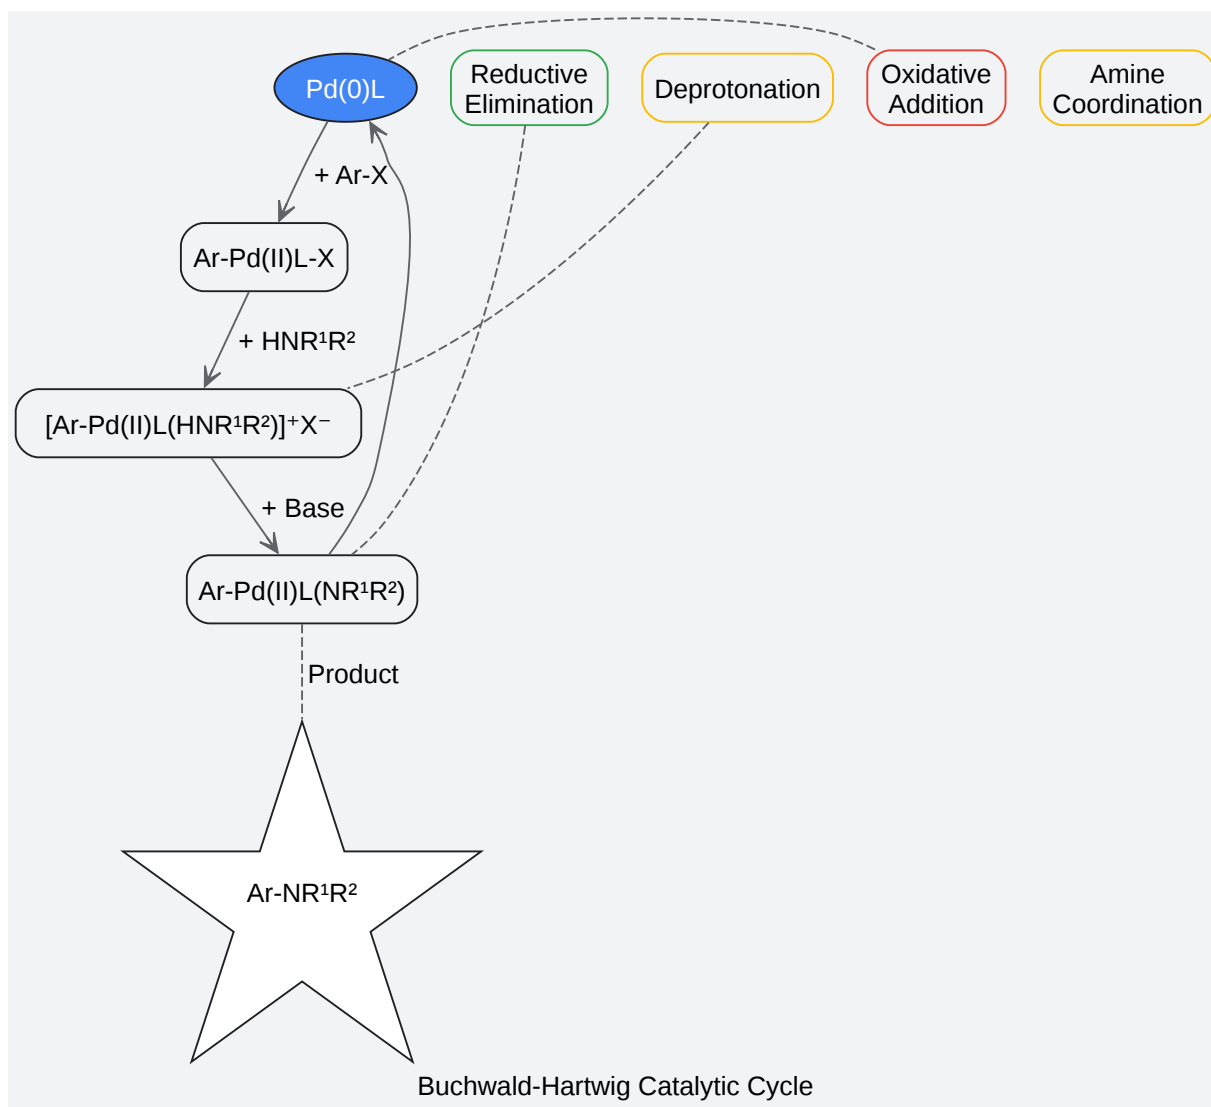 Pd(0)L
Reductive
Elimination
Deprotonation
Oxidative
Addition
Amine
Coordination
+ Ar-X
Ar-Pd(II)L-X
+ HNR¹R²
[Ar-Pd(II)L(HNR¹R²)]⁺X⁻
+ Base
Ar-Pd(II)L(NR¹R²)
Product
Ar-NR¹R²
Buchwald-Hartwig Catalytic Cycle